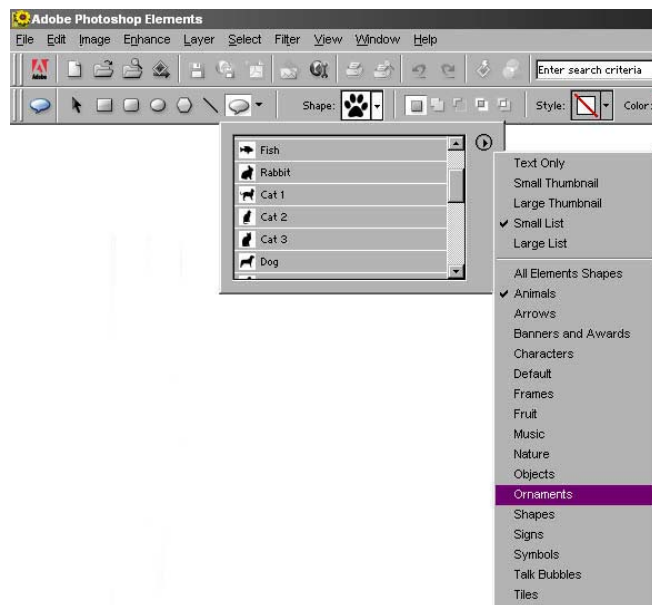 Adobe Photoshop Elements
File Edit Image Enhance Layer Select Filter View Window Help
Adobe Enter search criteria
Shape: Style: Color:
Fish
Rabbit
Cat 1
Cat 2
Cat 3
Dog
Text Only
Small Thumbnail
Large Thumbnail
Small List
Large List
All Elements Shapes
Animals
Arrows
Banners and Awards
Characters
Default
Frames
Fruit
Music
Nature
Objects
Ornaments
Shapes
Signs
Symbols
Talk Bubbles
Tiles